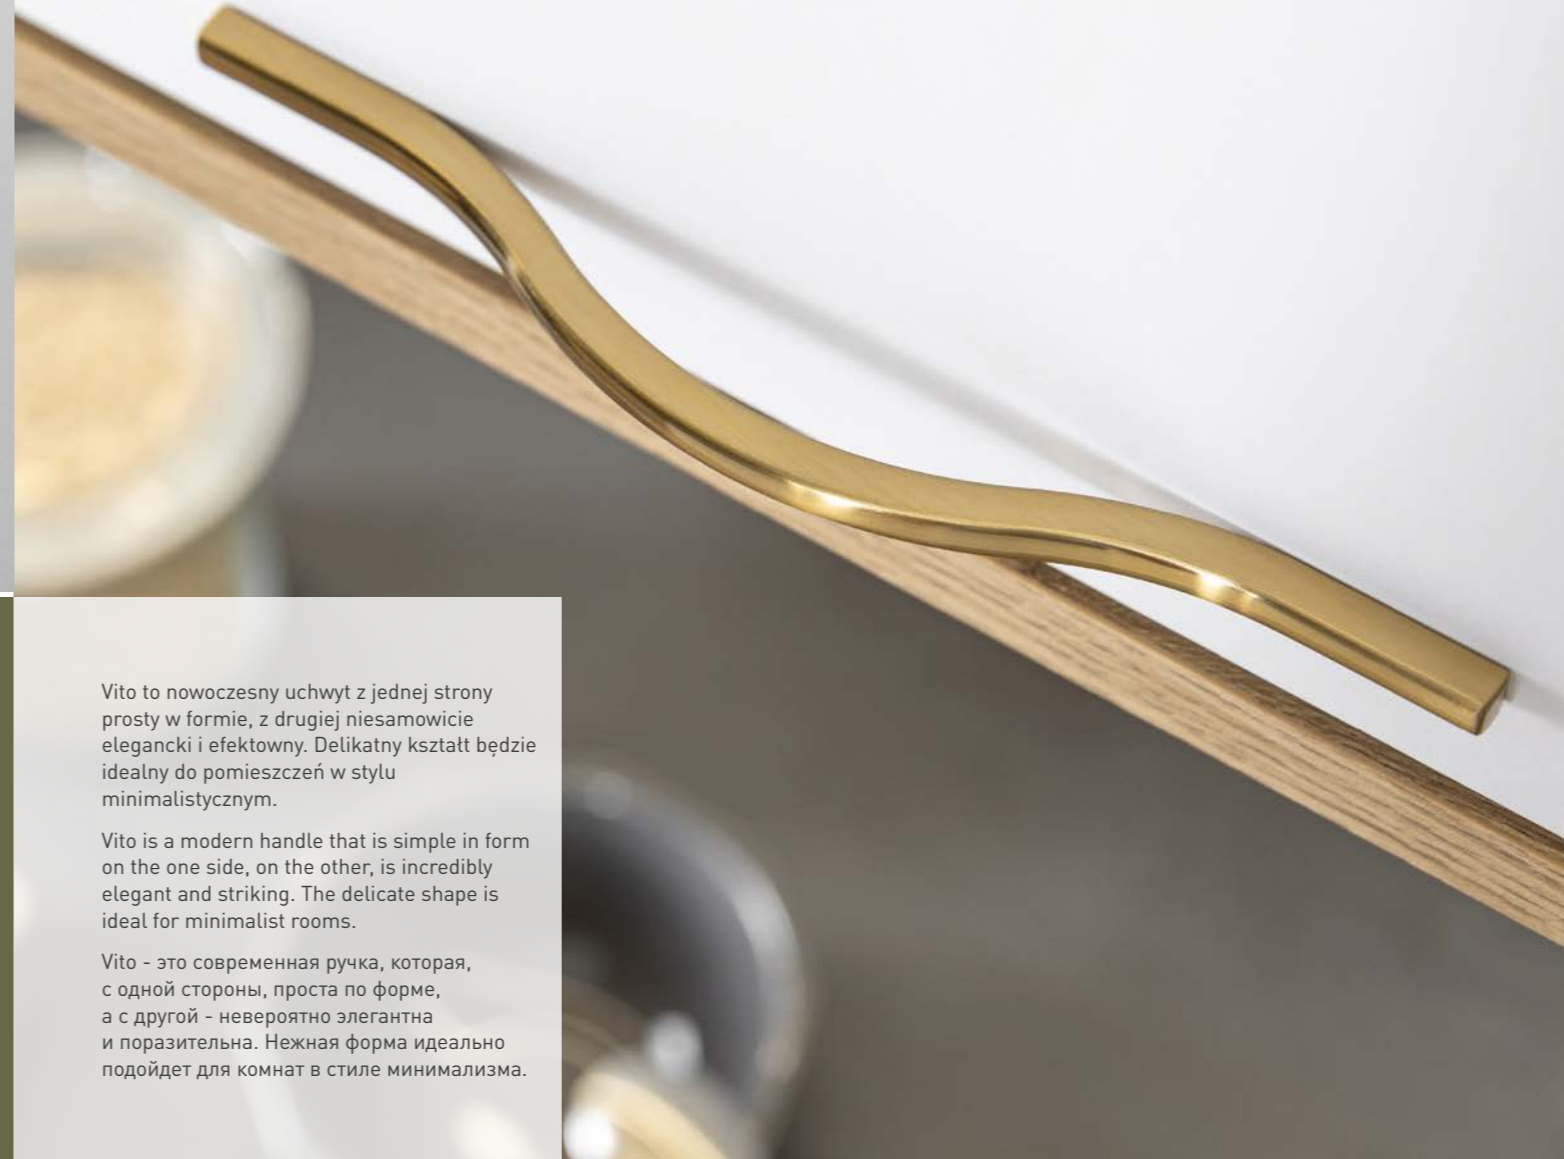 Vito to nowoczesny uchwyt z jednej strony
prosty w formie, z drugiej niesamowicie
elegancki i efektowny. Delikatny kształt będzie
idealny do pomieszczeń w stylu
minimalistycznym.
Vito is a modern handle that is simple in form
on the one side, on the other, is incredibly
elegant and striking. The delicate shape is
ideal for minimalist rooms.
Vito - это современная ручка, которая,
с одной стороны, проста по форме,
а с другой - невероятно элегантна
и поразительна. Нежная форма идеально
подойдет для комнат в стиле минимализма.